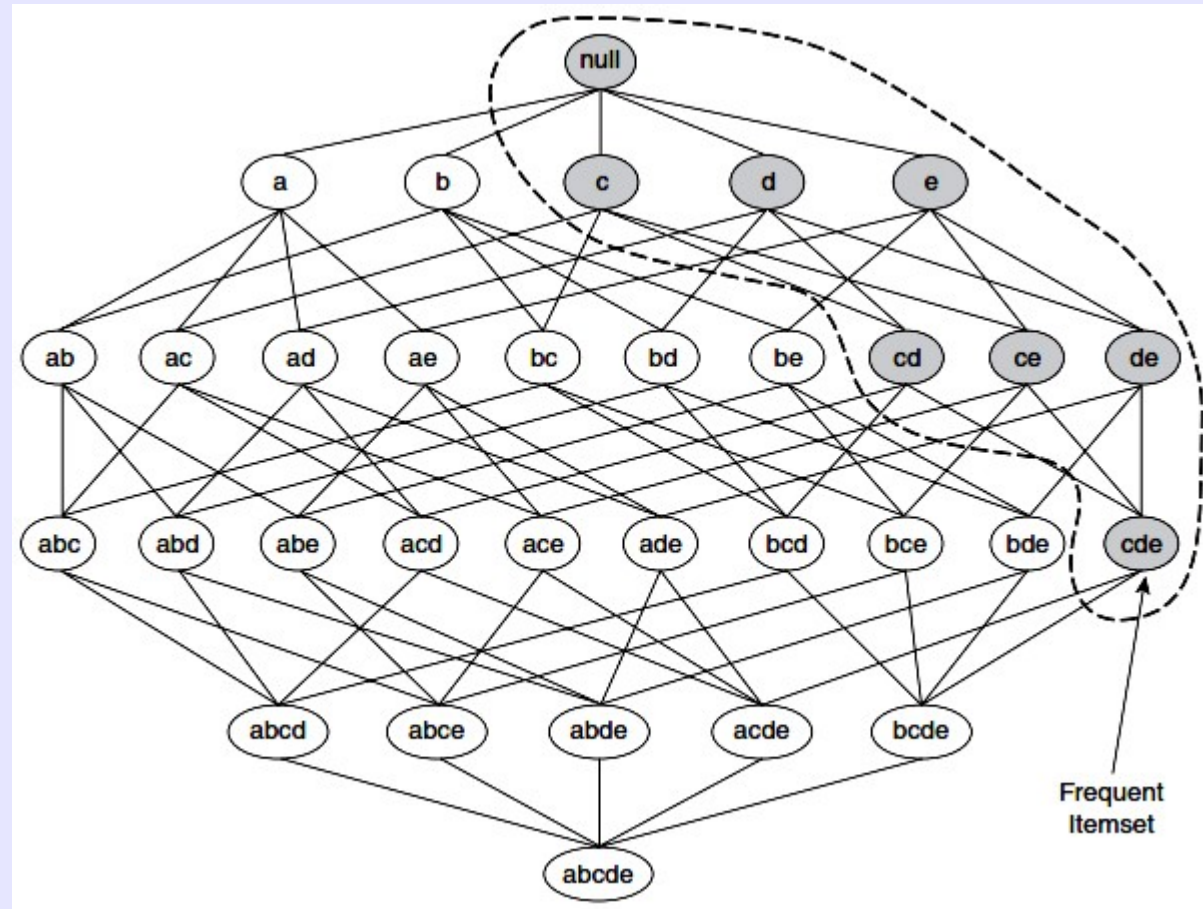 null
a b c d e
ab ac ad ae bc bd be cd ce de
abc abd abe acd ace ade bcd bce bde cde
abcd abce abde acde bcde
Frequent
Itemset
abcde